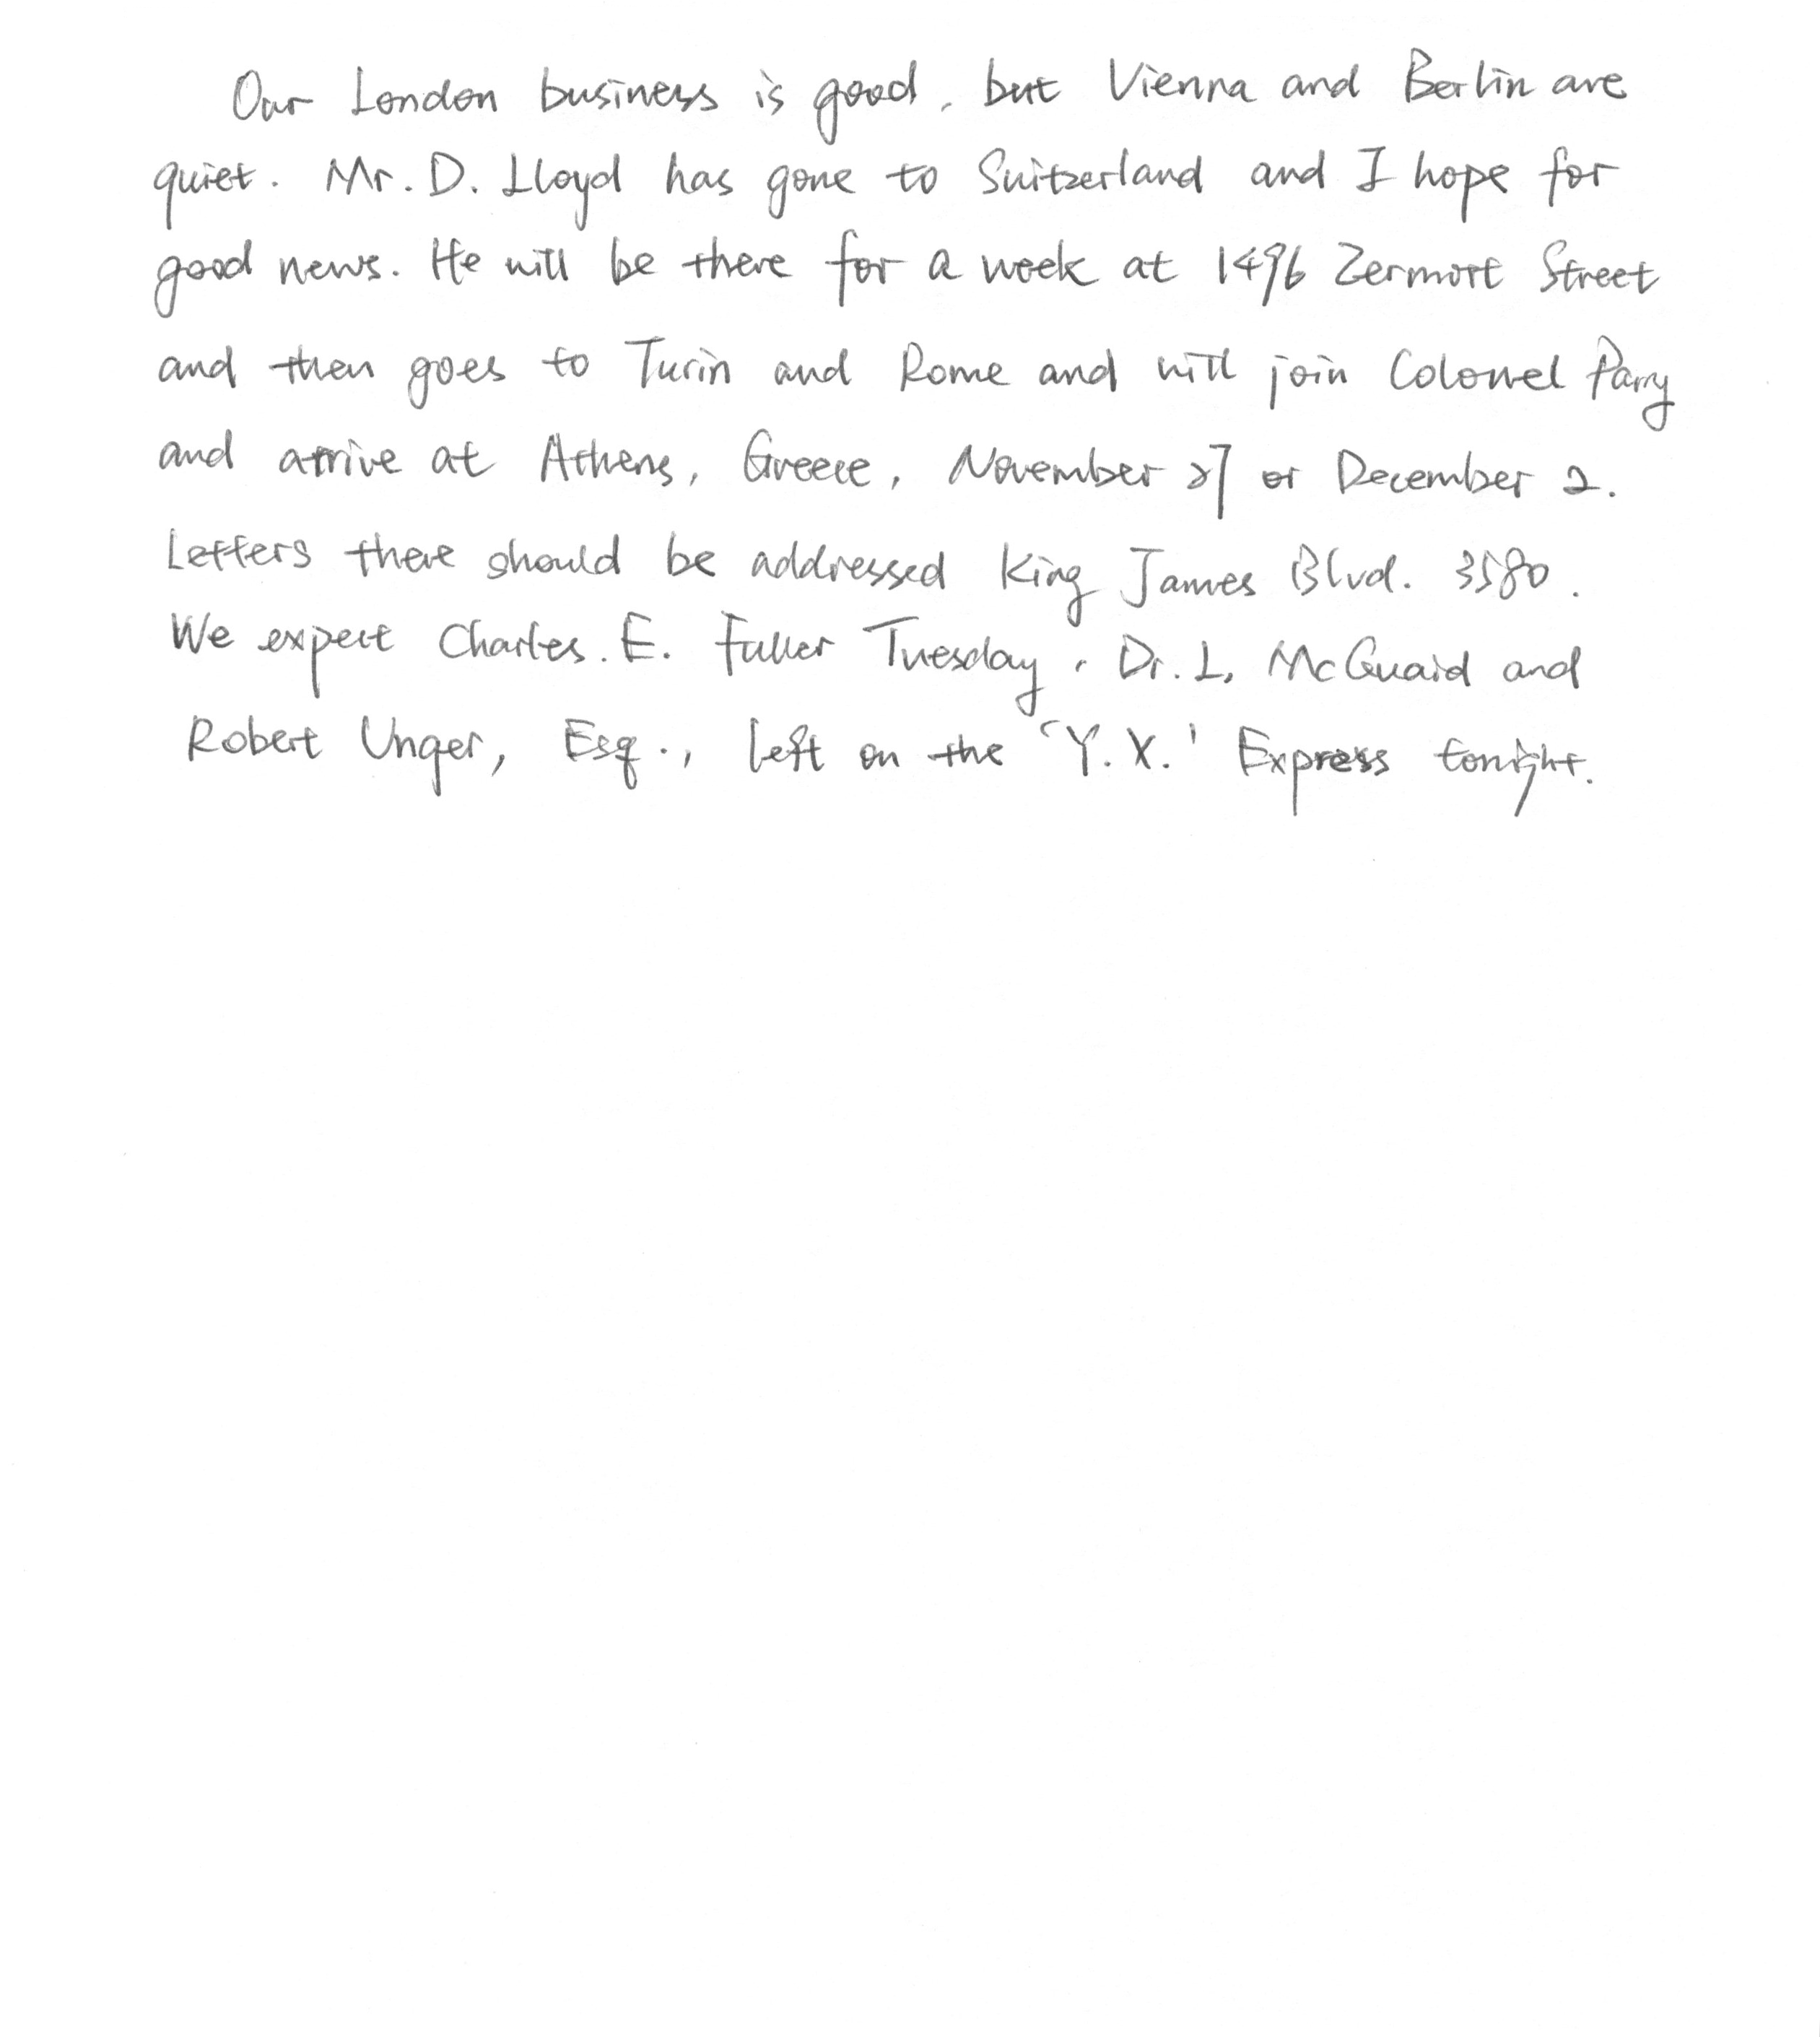 Our London business is good, but Vienna and Berlin are
quiet. Mr. D. Lloyd has gone to Switzerland and I hope for
good news. He will be there for a week at 1496 Zermott Street
and then goes to Turin and Rome and will join Colonel Parry
and arrive at Athens, Greece, November 27 or December 2.
Letters there should be addressed King James Blvd. 3580.
We expect Charles. E. Fuller Tuesday, Dr. L, McQuaid and
Robert Unger, Esq., left on the 'Y.X.' Express tonight.